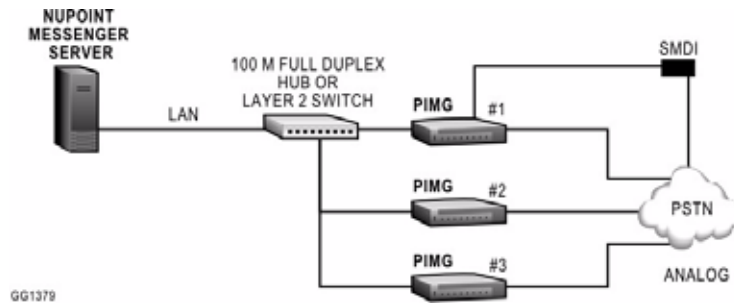 NUPOINT
MESSENGER
SERVER
100 M FULL DUPLEX
HUB OR
LAYER 2 SWITCH
SMDI
LAN
PIMG
#1
PIMG
#2
PSTN
PIMG
#3
ANALOG
GG1379